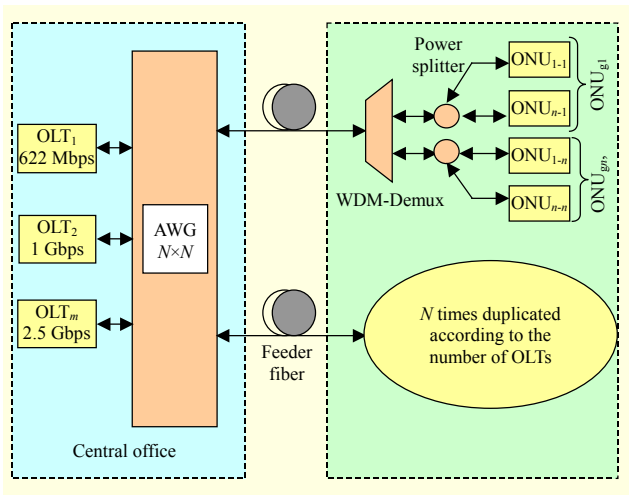 OLT1
622 Mbps
OLT2
1 Gbps
OLTm
2.5 Gbps
AWG
N×N
Central office
Feeder
fiber
Power
splitter
WDM-Demux
ONU1-1
ONUn-1
ONU1-n
ONUn-n
ONUg1
ONUgn,
N times duplicated
according to the
number of OLTs